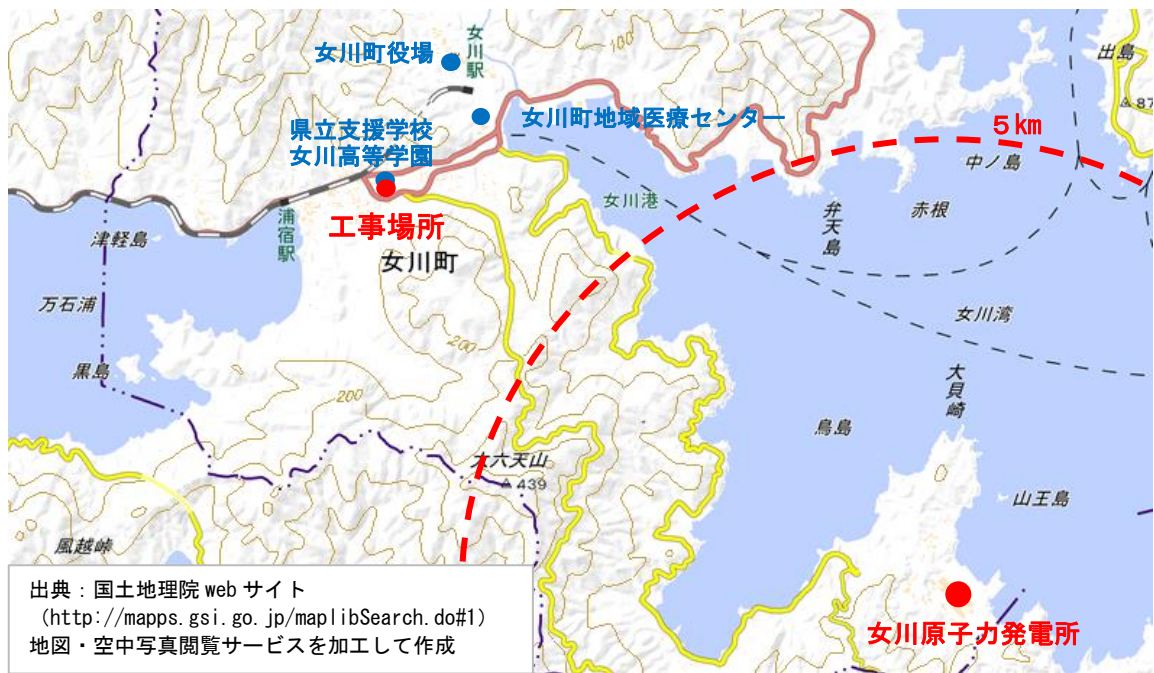 女川町役場
女川駅
100
出島
87
県立支援学校
女川高等学園
女川町地域医療センター
5km
中ノ島
工事場所
浦宿駅
女川港
弁天島
赤根
津軽島
女川町
万石浦
女川湾
黒島
200
200
大貝崎
鳥島
大六天山
439
山王島
風越峠
出典：国土地理院 web サイト
(http://mapps.gsi.go.jp/maplibSearch.do#1)
地図・空中写真閲覧サービスを加工して作成
女川原子力発電所